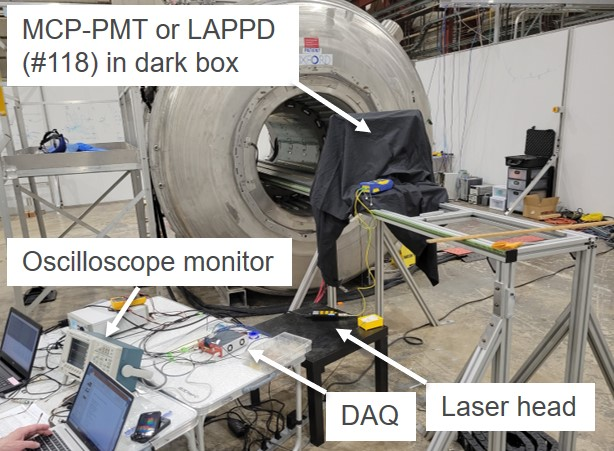 MCP-PMT or LAPPD
(#118) in dark box
Oscilloscope monitor
DAQ
Laser head